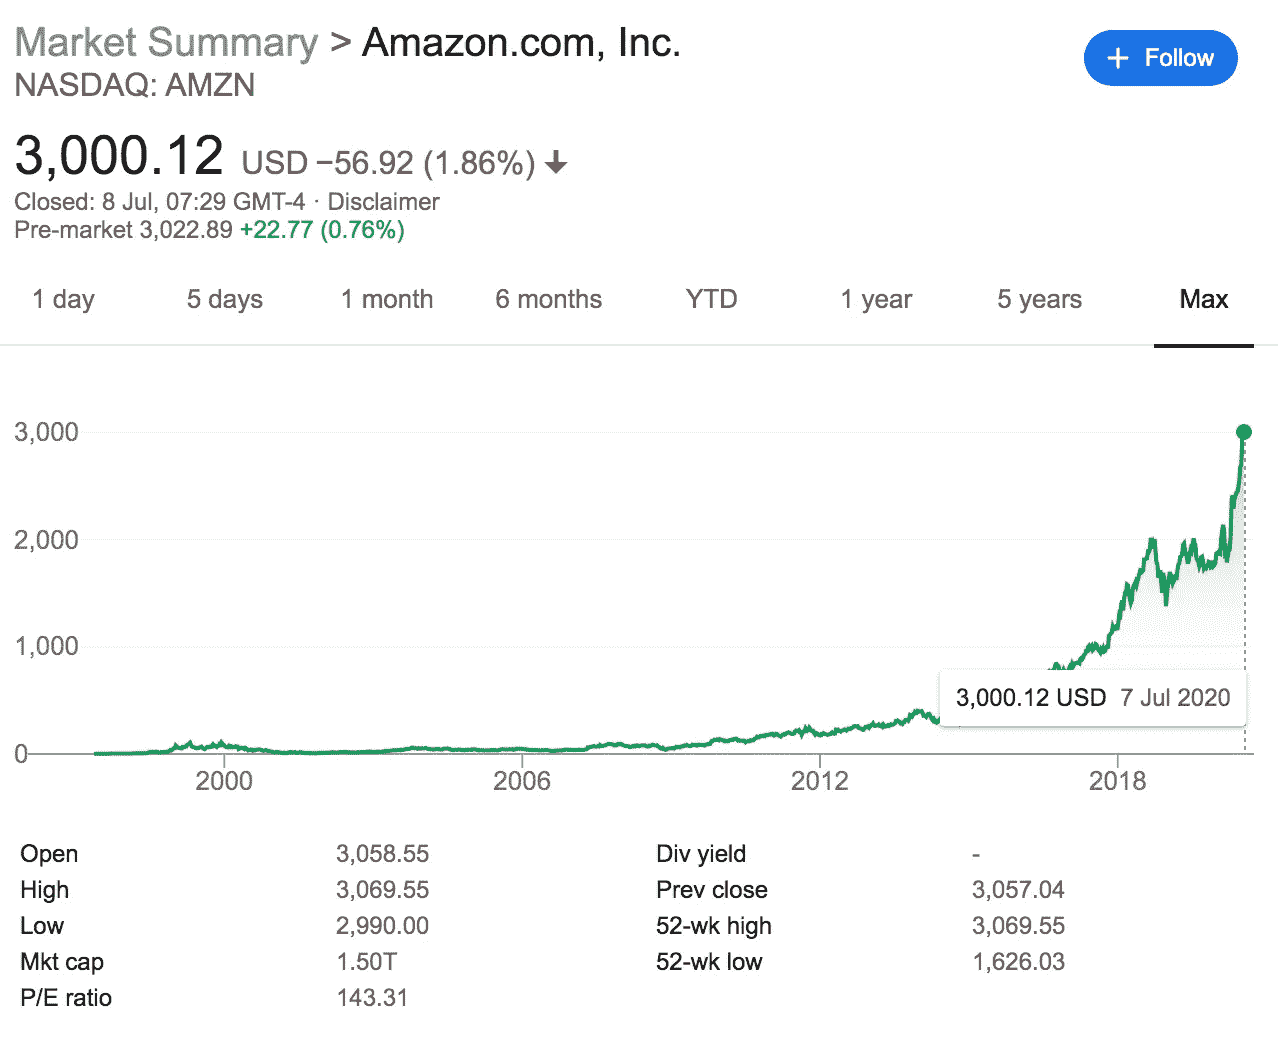 Market Summary > Amazon.com, Inc.
+ Follow
NASDAQ: AMZN
3,000.12 USD −56.92 (1.86%) ↓
Closed: 8 Jul, 07:29 GMT-4 · Disclaimer
Pre-market 3,022.89 +22.77 (0.76%)
1 day 5 days 1 month 6 months YTD 1 year 5 years Max
3,000
2,000
1,000
3,000.12 USD 7 Jul 2020
0
2000 2006 2012 2018
Open 3,058.55 Div yield -
High 3,069.55 Prev close 3,057.04
Low 2,990.00 52-wk high 3,069.55
Mkt cap 1.50T 52-wk low 1,626.03
P/E ratio 143.31